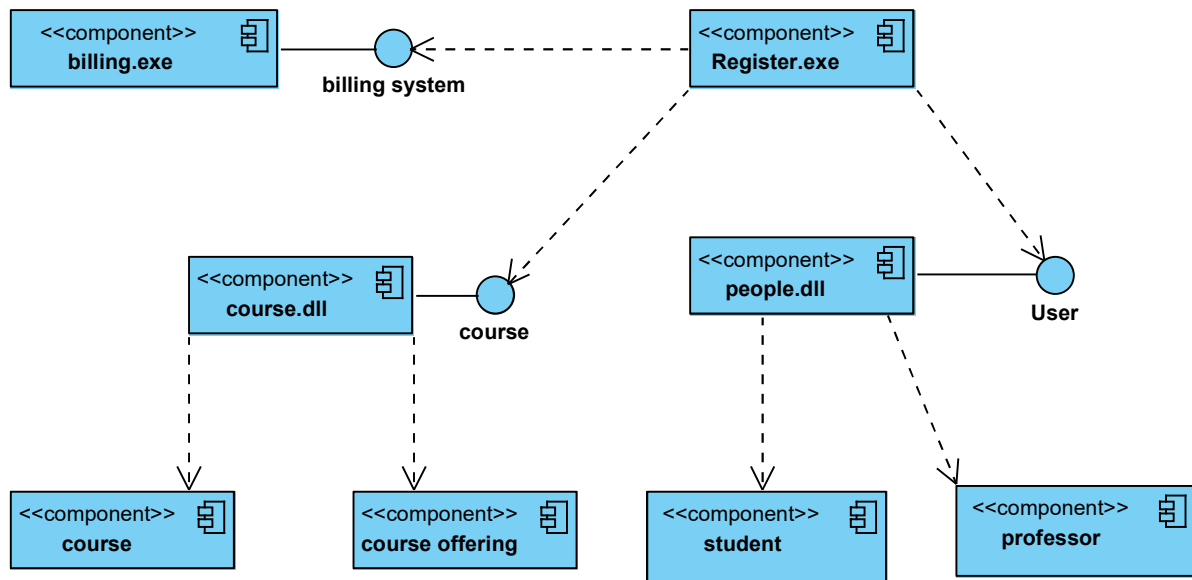 <<component>>
billing.exe
billing system
<<component>>
Register.exe
<<component>>
course.dll
course
<<component>>
people.dll
User
<<component>>
course
<<component>>
course offering
<<component>>
student
<<component>>
professor